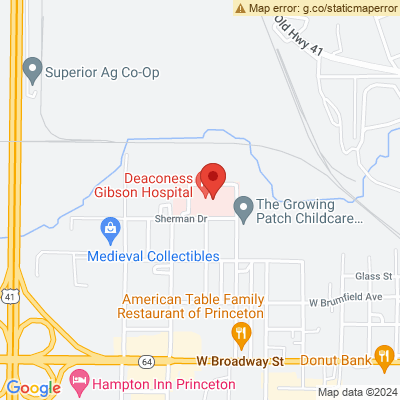 Map error: g.co/staticmaperror
Old Hwy 41
Superior Ag Co-Op
Deaconess
Gibson Hospital
The Growing
Patch Childcare...
Sherman Dr
Medieval Collectibles
Glass St
41
W Brumfield Ave
American Table Family
Restaurant of Princeton
64
W Broadway St
Donut Bank
Hampton Inn Princeton
Google
Map data ©2024